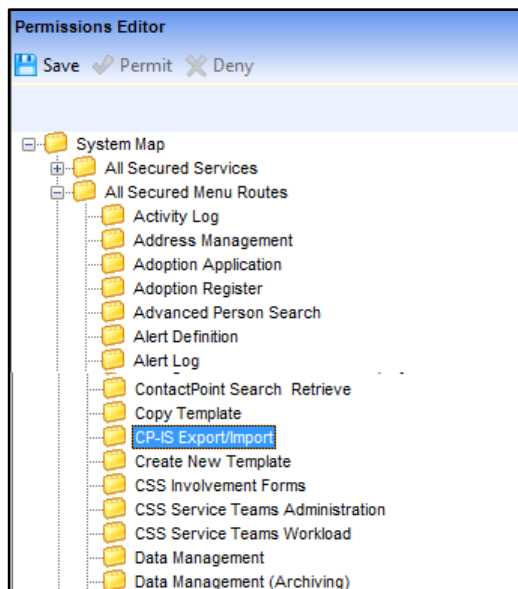 Permissions Editor
Save Permit Deny
System Map
All Secured Services
All Secured Menu Routes
Activity Log
Address Management
Adoption Application
Adoption Register
Advanced Person Search
Alert Definition
Alert Log
ContactPoint Search Retrieve
Copy Template
CP-IS Export/Import
Create New Template
CSS Involvement Forms
CSS Service Teams Administration
CSS Service Teams Workload
Data Management
Data Management (Archiving)